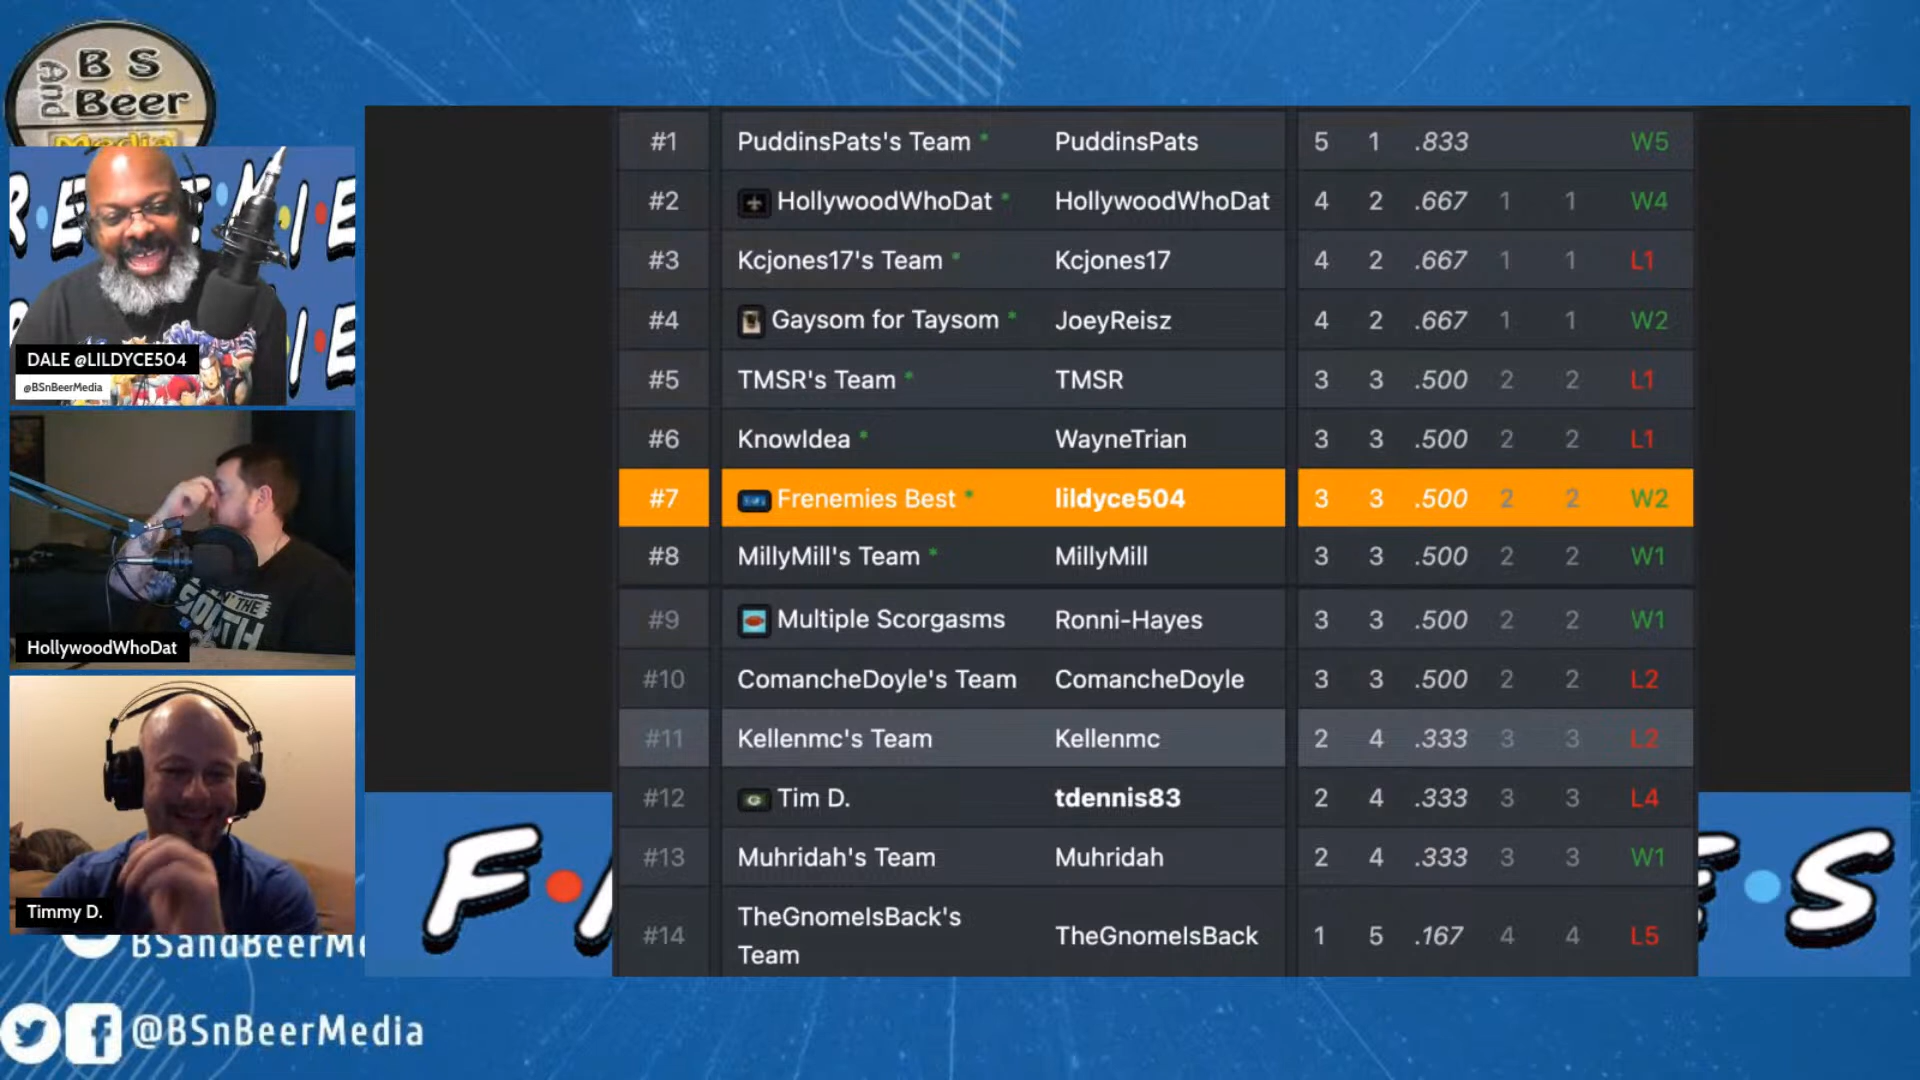 B S
and Beer
Media
DALE @LILDYCE504
@BSnBeerMedia
HollywoodWhoDat
SOUTH
Timmy D.
BSandBeerMe
@BSnBeerMedia
#1 PuddinsPats's Team * PuddinsPats 5 1 .833 W5
#2 HollywoodWhoDat * HollywoodWhoDat 4 2 .667 1 1 W4
#3 Kcjones17's Team * Kcjones17 4 2 .667 1 1 L1
#4 Gaysom for Taysom * JoeyReisz 4 2 .667 1 1 W2
#5 TMSR's Team * TMSR 3 3 .500 2 2 L1
#6 KnowIdea * WayneTrian 3 3 .500 2 2 L1
#7 Frenemies Best * lildyce504 3 3 .500 2 2 W2
#8 MillyMill's Team * MillyMill 3 3 .500 2 2 W1
#9 Multiple Scorgasms Ronni-Hayes 3 3 .500 2 2 W1
#10 ComancheDoyle's Team ComancheDoyle 3 3 .500 2 2 L2
#11 Kellenmc's Team Kellenmc 2 4 .333 3 3 L2
#12 Tim D. tdennis83 2 4 .333 3 3 L4
#13 Muhridah's Team Muhridah 2 4 .333 3 3 W1
#14 TheGnomeIsBack's Team TheGnomeIsBack 1 5 .167 4 4 L5
F
S